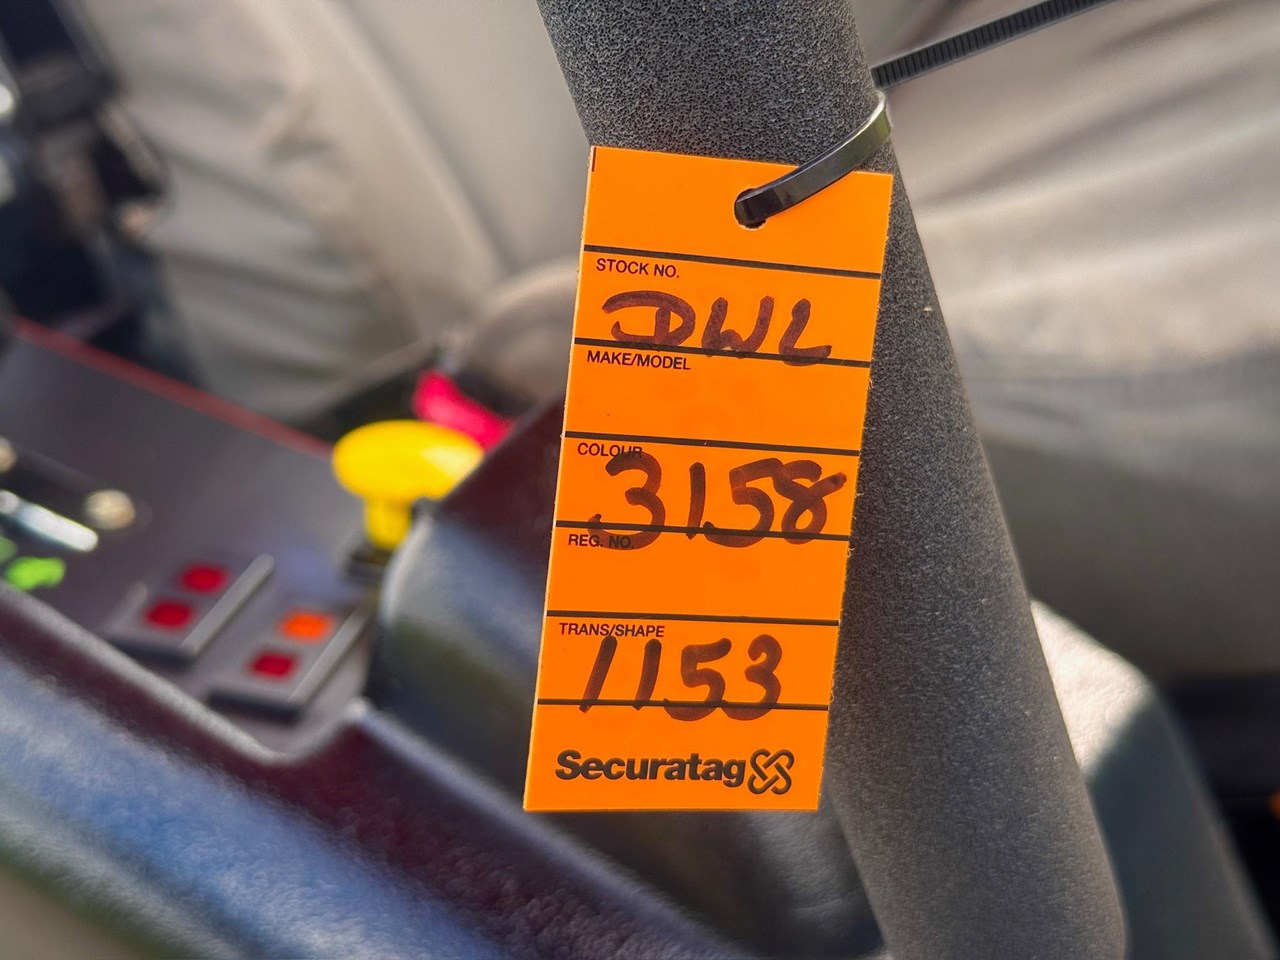 STOCK NO.
DWL
MAKE/MODEL
COLOUR
3158
REG. NO.
TRANS/SHAPE
1153
Securatag